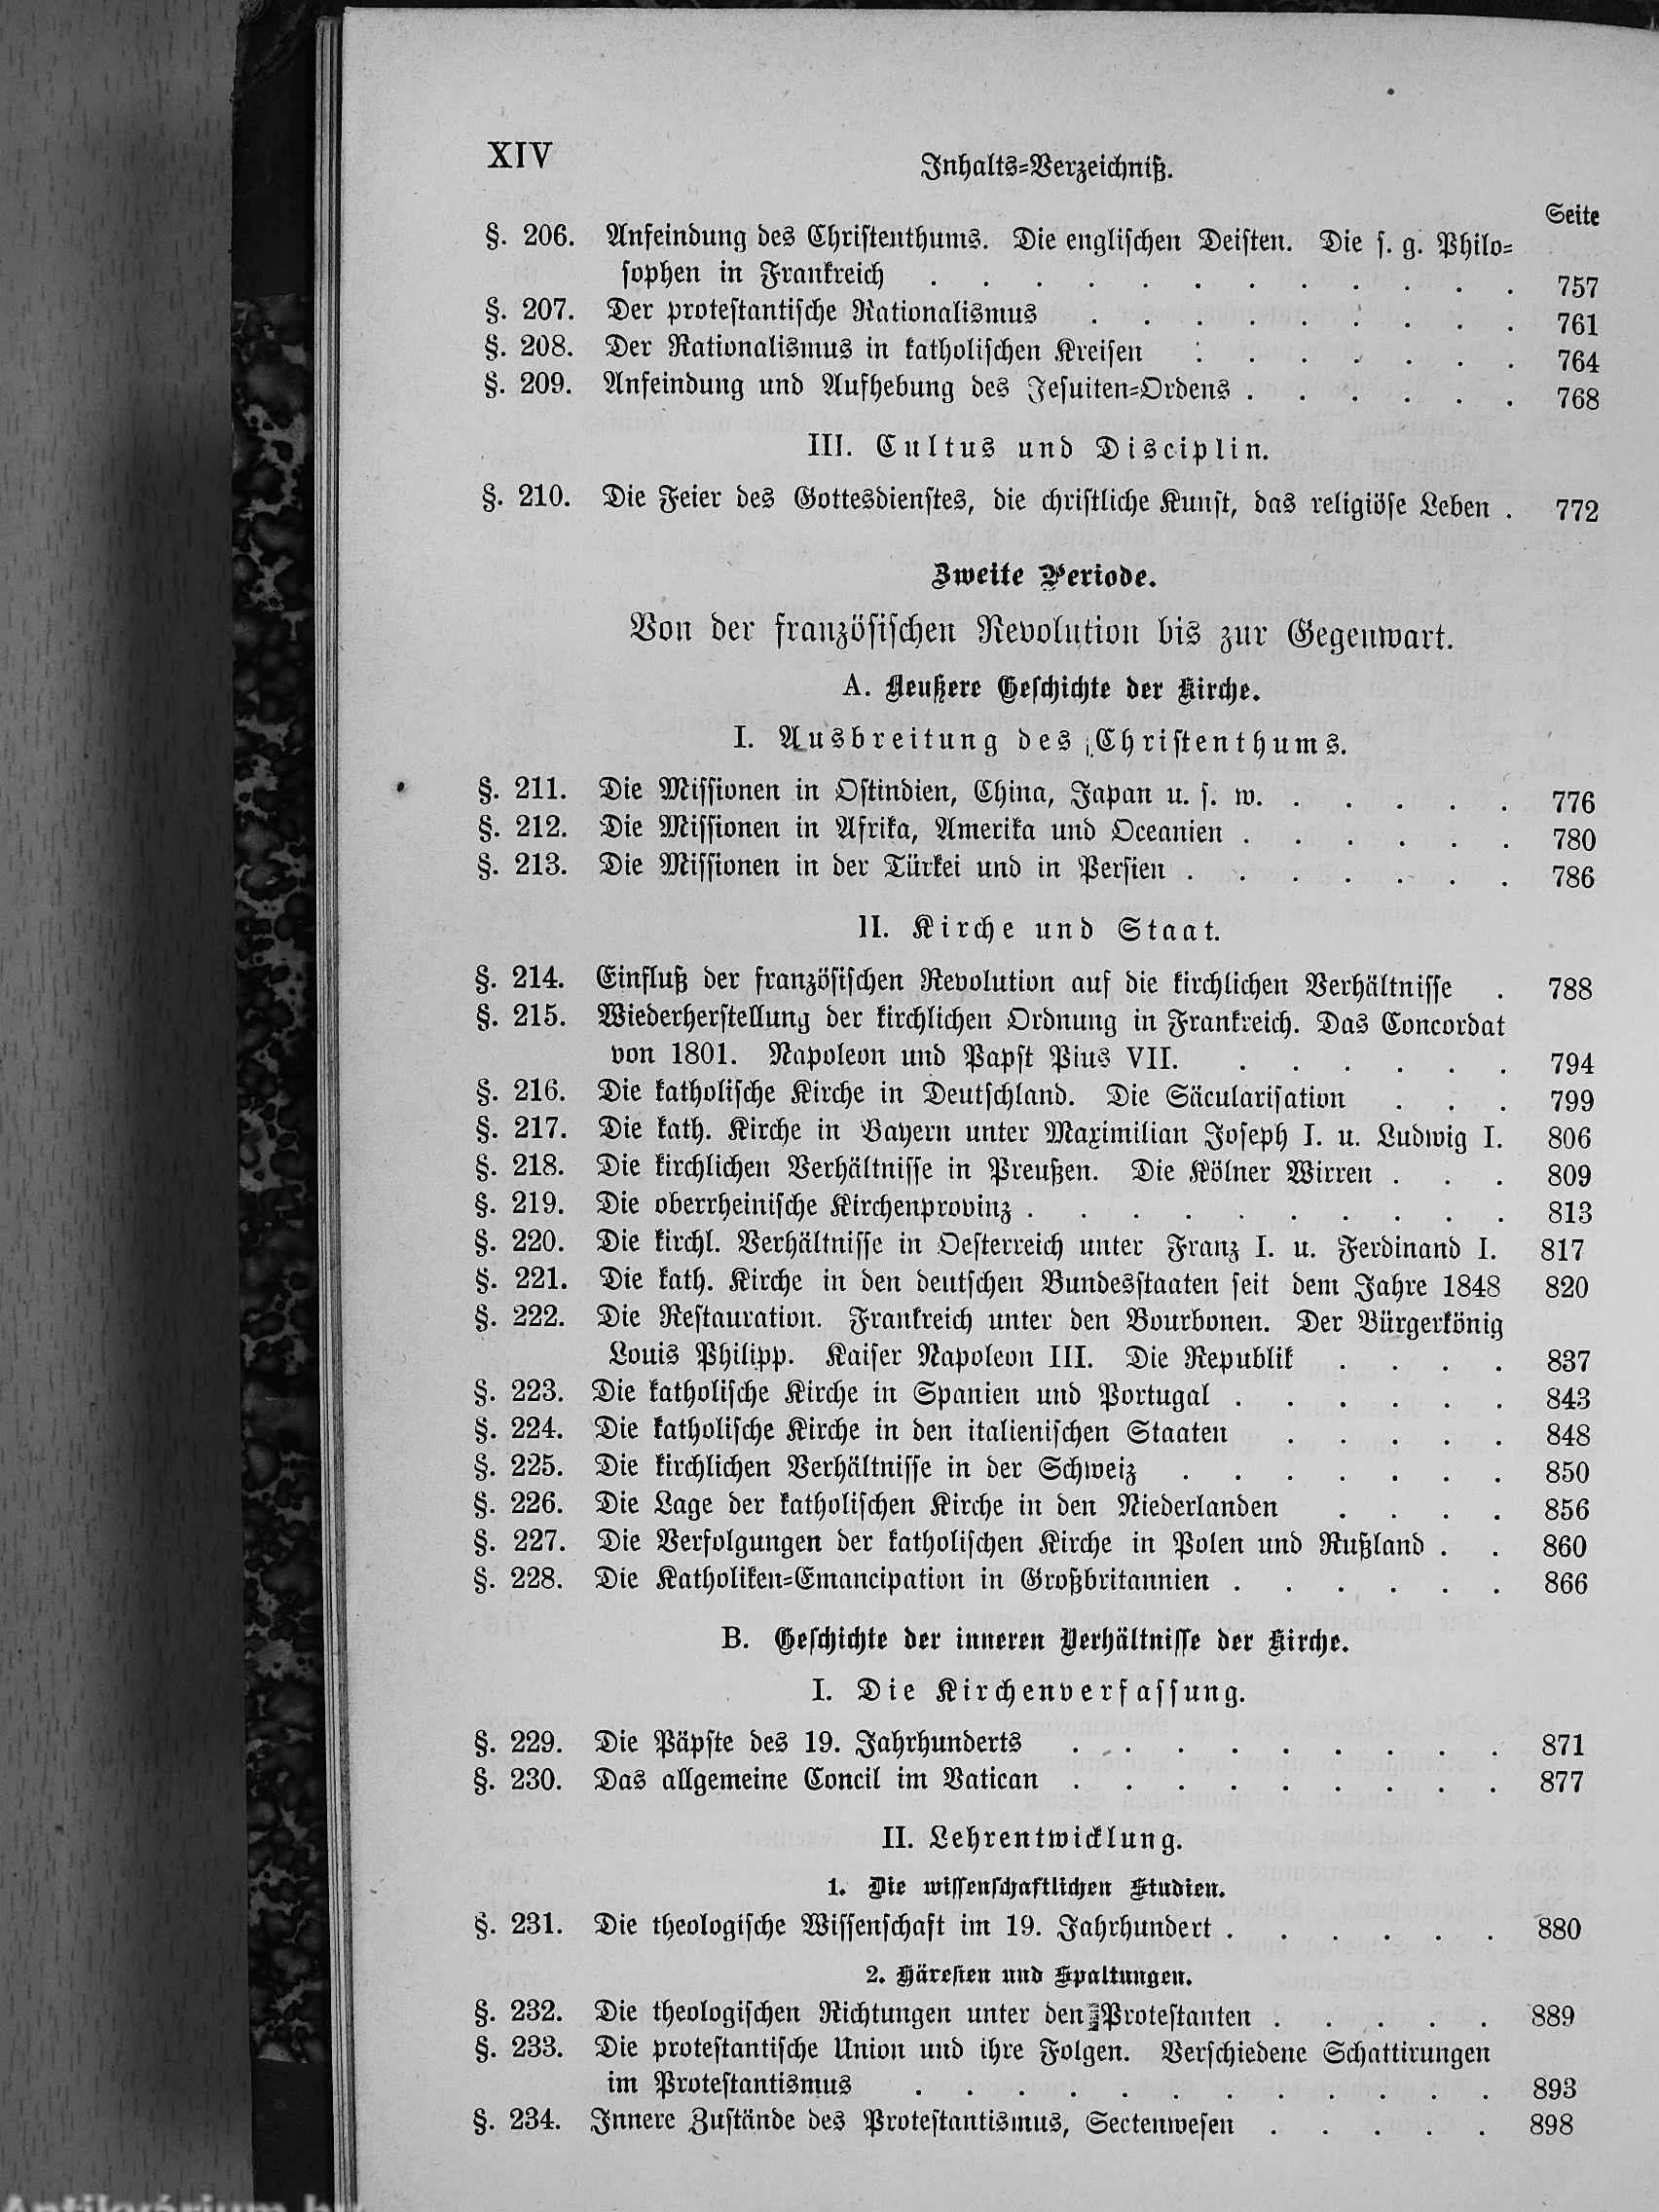 XIV
Inhalts=Verzeichniß.
Seite
§. 206. Anfeindung des Christenthums. Die englischen Deisten. Die s. g. Philo=
sophen in Frankreich . . . . . . . . . . . . 757
§. 207. Der protestantische Rationalismus . . . . . . . . . 761
§. 208. Der Rationalismus in katholischen Kreisen . . . . . . . 764
§. 209. Anfeindung und Aufhebung des Jesuiten=Ordens . . . . . . 768
III. Cultus und Disciplin.
§. 210. Die Feier des Gottesdienstes, die christliche Kunst, das religiöse Leben . 772
Zweite Periode.
Von der französischen Revolution bis zur Gegenwart.
A. Aeußere Geschichte der Kirche.
I. Ausbreitung des Christenthums.
§. 211. Die Missionen in Ostindien, China, Japan u. s. w. . . . . . 776
§. 212. Die Missionen in Afrika, Amerika und Oceanien . . . . . . 780
§. 213. Die Missionen in der Türkei und in Persien . . . . . . . 786
II. Kirche und Staat.
§. 214. Einfluß der französischen Revolution auf die kirchlichen Verhältnisse . 788
§. 215. Wiederherstellung der kirchlichen Ordnung in Frankreich. Das Concordat
von 1801. Napoleon und Papst Pius VII. . . . . . . 794
§. 216. Die katholische Kirche in Deutschland. Die Säcularisation . . . 799
§. 217. Die kath. Kirche in Bayern unter Maximilian Joseph I. u. Ludwig I. 806
§. 218. Die kirchlichen Verhältnisse in Preußen. Die Kölner Wirren . . . 809
§. 219. Die oberrheinische Kirchenprovinz . . . . . . . . . . 813
§. 220. Die kirchl. Verhältnisse in Oesterreich unter Franz I. u. Ferdinand I. 817
§. 221. Die kath. Kirche in den deutschen Bundesstaaten seit dem Jahre 1848 820
§. 222. Die Restauration. Frankreich unter den Bourbonen. Der Bürgerkönig
Louis Philipp. Kaiser Napoleon III. Die Republik . . . . 837
§. 223. Die katholische Kirche in Spanien und Portugal . . . . . . 843
§. 224. Die katholische Kirche in den italienischen Staaten . . . . . 848
§. 225. Die kirchlichen Verhältnisse in der Schweiz . . . . . . . 850
§. 226. Die Lage der katholischen Kirche in den Niederlanden . . . . 856
§. 227. Die Verfolgungen der katholischen Kirche in Polen und Rußland . . 860
§. 228. Die Katholiken=Emancipation in Großbritannien . . . . . . 866
B. Geschichte der inneren Verhältnisse der Kirche.
I. Die Kirchenverfassung.
§. 229. Die Päpste des 19. Jahrhunderts . . . . . . . . . 871
§. 230. Das allgemeine Concil im Vatican . . . . . . . . . 877
II. Lehrentwicklung.
1. Die wissenschaftlichen Studien.
§. 231. Die theologische Wissenschaft im 19. Jahrhundert . . . . . . 880
2. Häresien und Spaltungen.
§. 232. Die theologischen Richtungen unter den Protestanten . . . . . 889
§. 233. Die protestantische Union und ihre Folgen. Verschiedene Schattirungen
im Protestantismus . . . . . . . . . . . . 893
§. 234. Innere Zustände des Protestantismus, Sectenwesen . . . . . 898